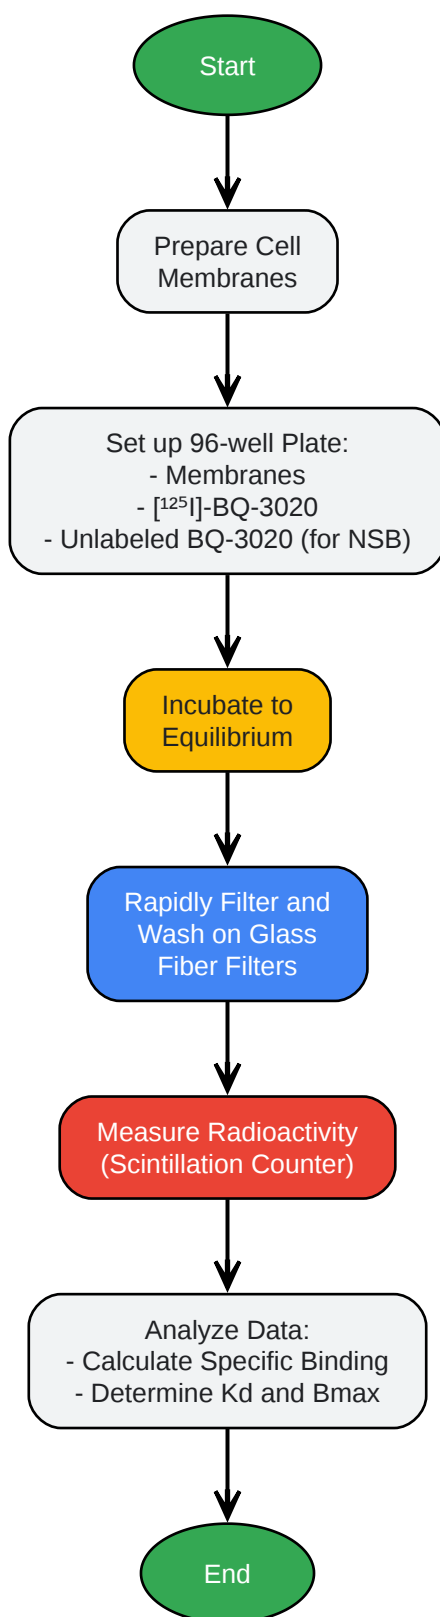 Start
Prepare Cell
Membranes
Set up 96-well Plate:
- Membranes
- [¹²⁵I]-BQ-3020
- Unlabeled BQ-3020 (for NSB)
Incubate to
Equilibrium
Rapidly Filter and
Wash on Glass
Fiber Filters
Measure Radioactivity
(Scintillation Counter)
Analyze Data:
- Calculate Specific Binding
- Determine Kd and Bmax
End